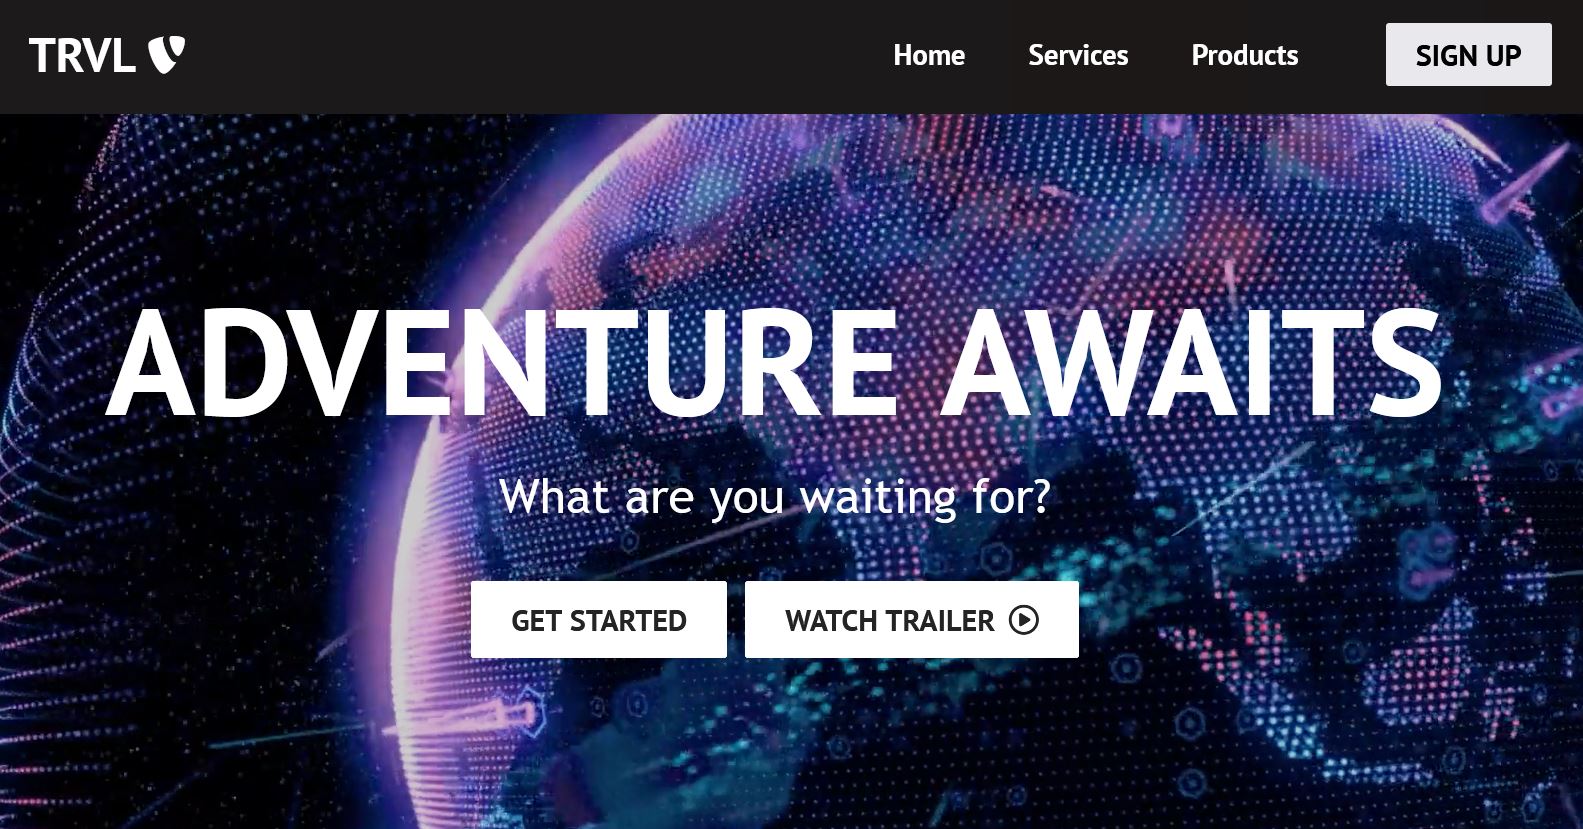 TRVL
Home Services Products SIGN UP
ADVENTURE AWAITS
What are you waiting for?
GET STARTED WATCH TRAILER